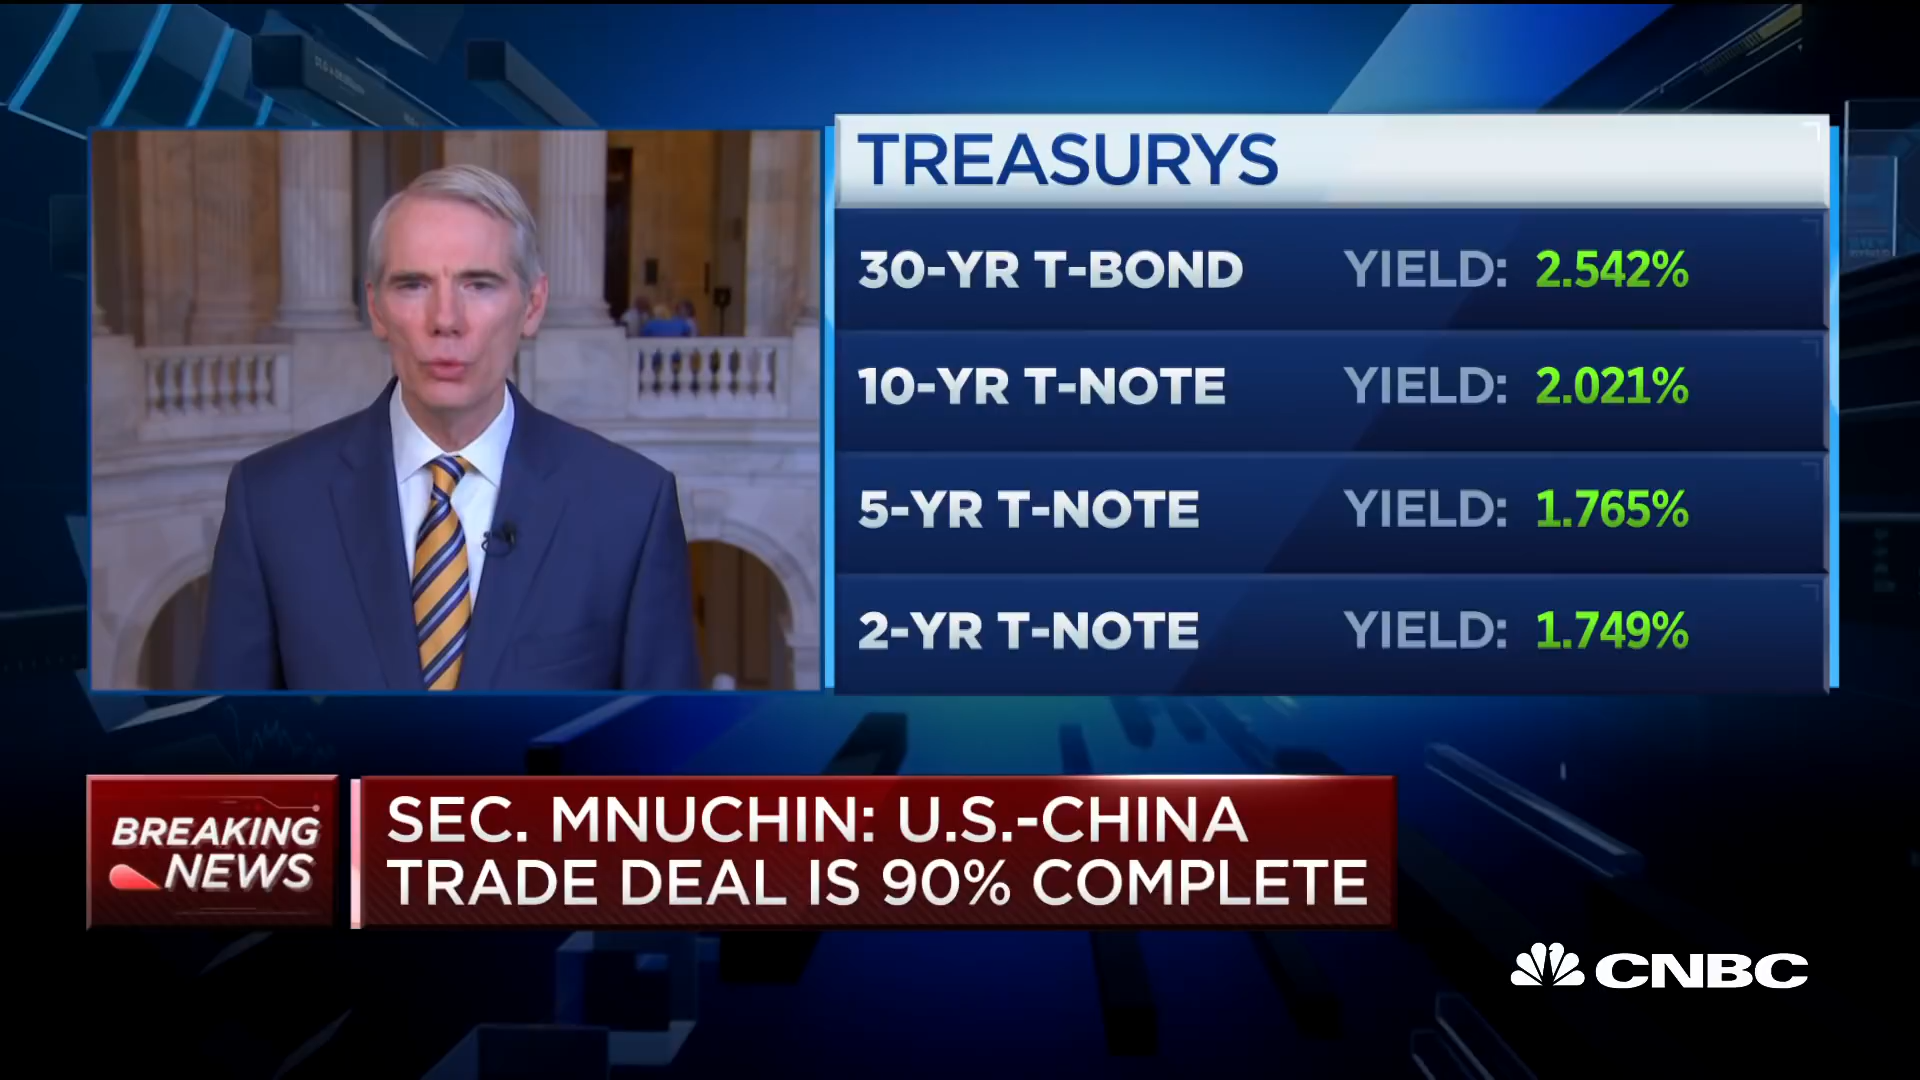 TREASURYS
30-YR T-BOND YIELD: 2.542%
10-YR T-NOTE YIELD: 2.021%
5-YR T-NOTE YIELD: 1.765%
2-YR T-NOTE YIELD: 1.749%
BREAKING
NEWS
SEC. MNUCHIN: U.S.-CHINA
TRADE DEAL IS 90% COMPLETE
CNBC